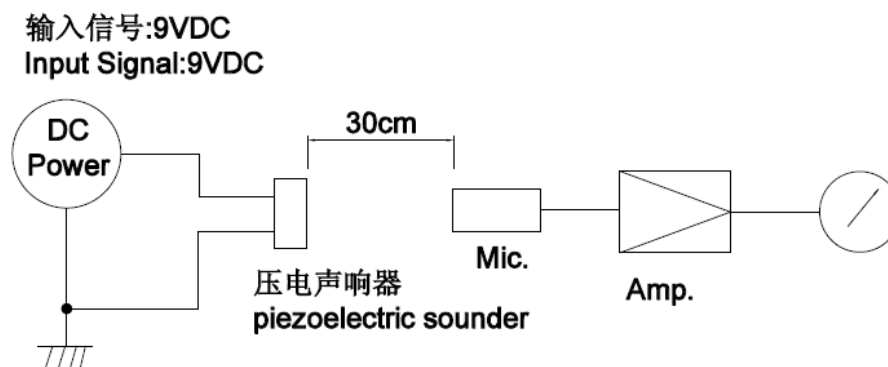 输入信号:9VDC
Input Signal:9VDC
DC
Power
30cm
压电声响器
piezoelectric sounder
Mic.
Amp.